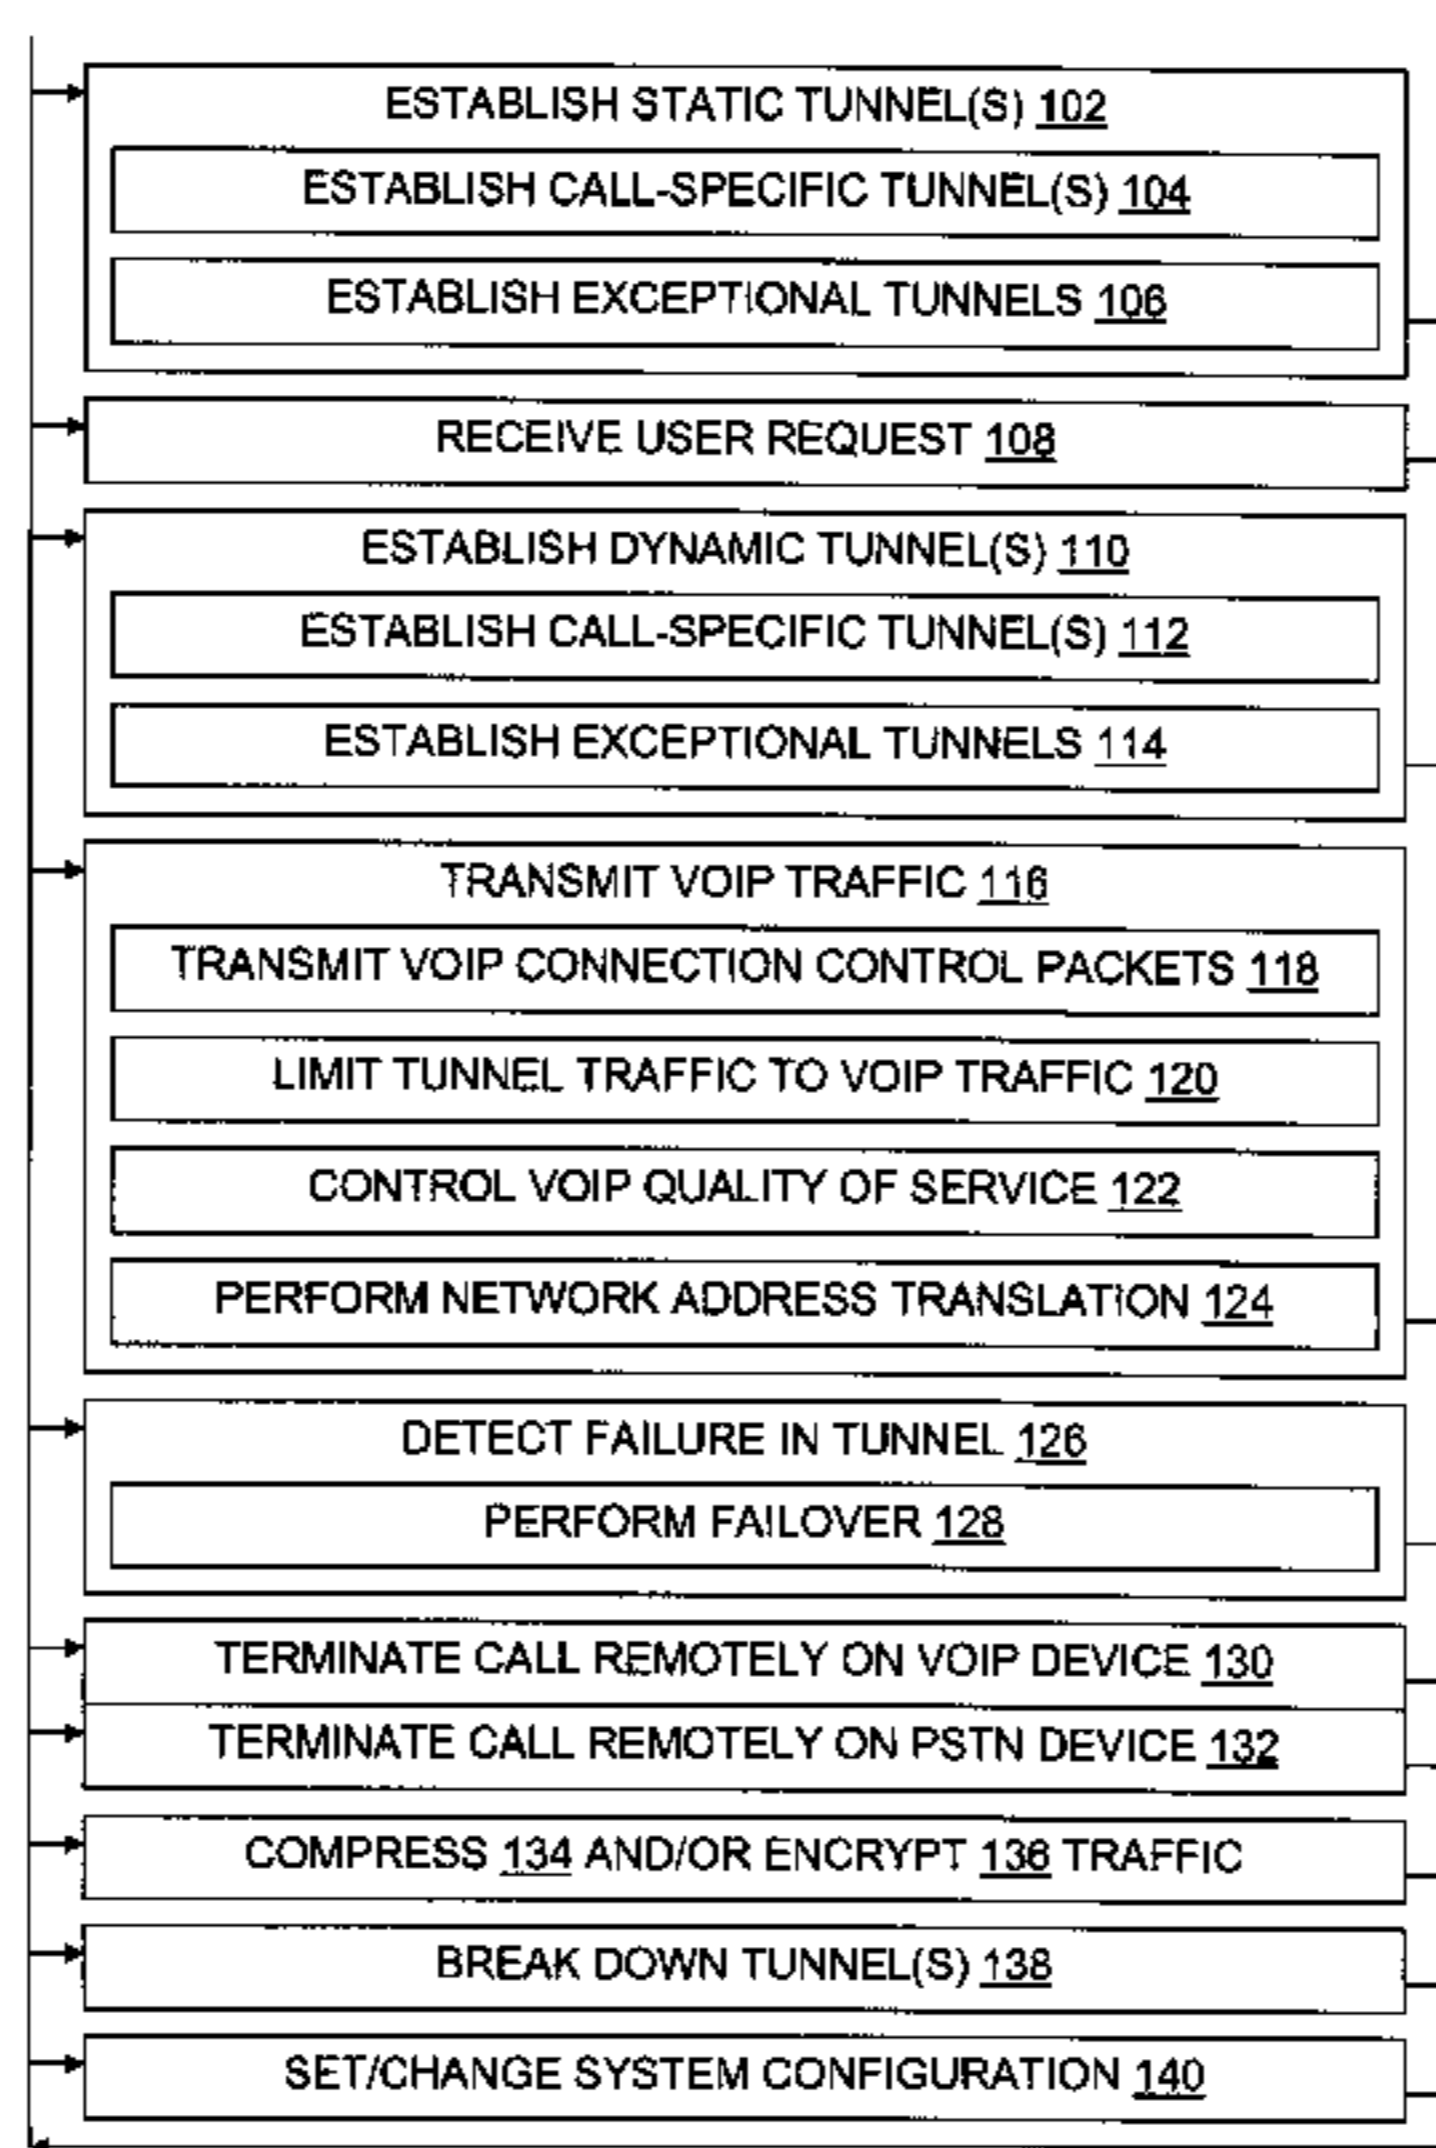 ESTABLISH STATIC TUNNEL(S) 102
ESTABLISH CALL-SPECIFIC TUNNEL(S) 104
ESTABLISH EXCEPTIONAL TUNNELS 106
RECEIVE USER REQUEST 108
ESTABLISH DYNAMIC TUNNEL(S) 110
ESTABLISH CALL-SPECIFIC TUNNEL(S) 112
ESTABLISH EXCEPTIONAL TUNNELS 114
TRANSMIT VOIP TRAFFIC 116
TRANSMIT VOIP CONNECTION CONTROL PACKETS 118
LIMIT TUNNEL TRAFFIC TO VOIP TRAFFIC 120
CONTROL VOIP QUALITY OF SERVICE 122
PERFORM NETWORK ADDRESS TRANSLATION 124
DETECT FAILURE IN TUNNEL 126
PERFORM FAILOVER 128
TERMINATE CALL REMOTELY ON VOIP DEVICE 130
TERMINATE CALL REMOTELY ON PSTN DEVICE 132
COMPRESS 134 AND/OR ENCRYPT 136 TRAFFIC
BREAK DOWN TUNNEL(S) 138
SET/CHANGE SYSTEM CONFIGURATION 140